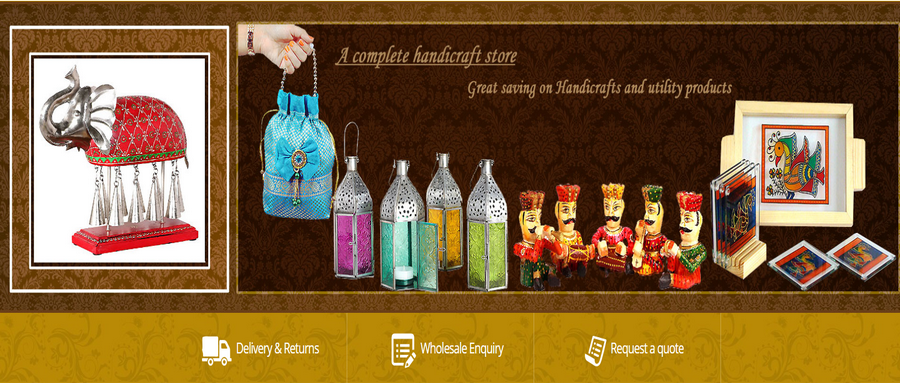 A complete handicraft store
Great saving on Handicrafts and utility products
Delivery & Returns
Wholesale Enquiry
Request a quote